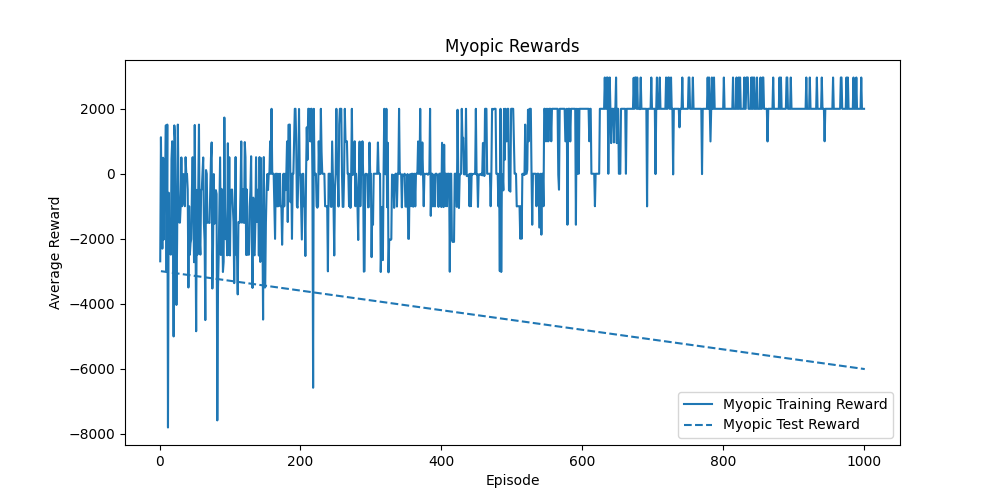 Myopic Rewards
Average Reward
2000
0
−2000
−4000
−6000
−8000
0 200 400 600 800 1000
Episode
Myopic Training Reward
Myopic Test Reward